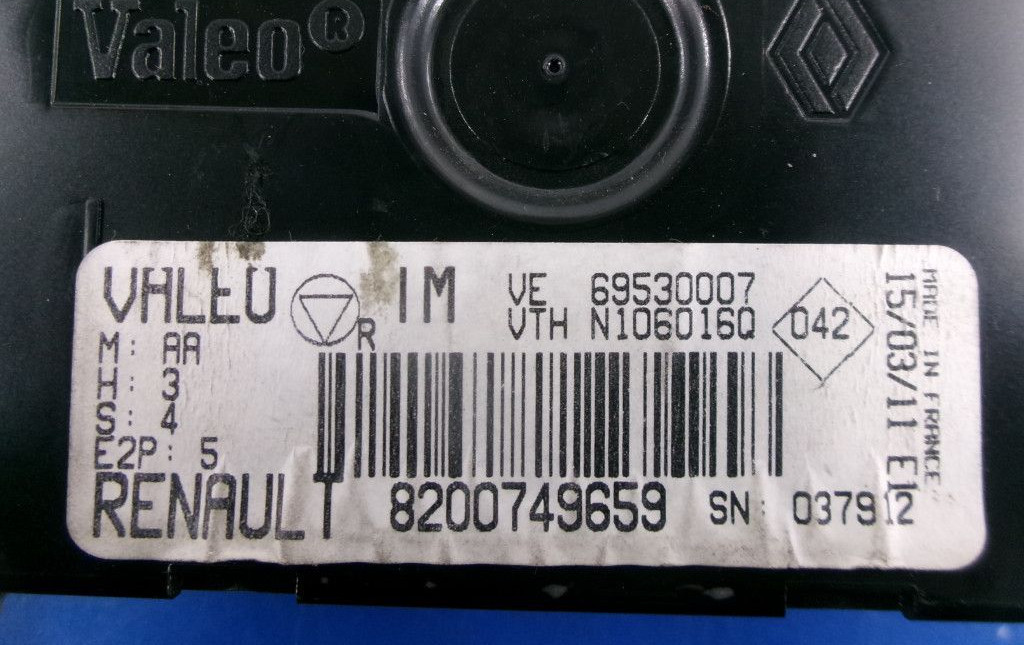 Valeo®
VALEO R IM
VE 69530007
VTH N106016Q
042
M: AA
H: 3
S: 4
E2P: 5
RENAULT 8200749659 SN: 037912
MADE IN FRANCE
15/03/11 E1